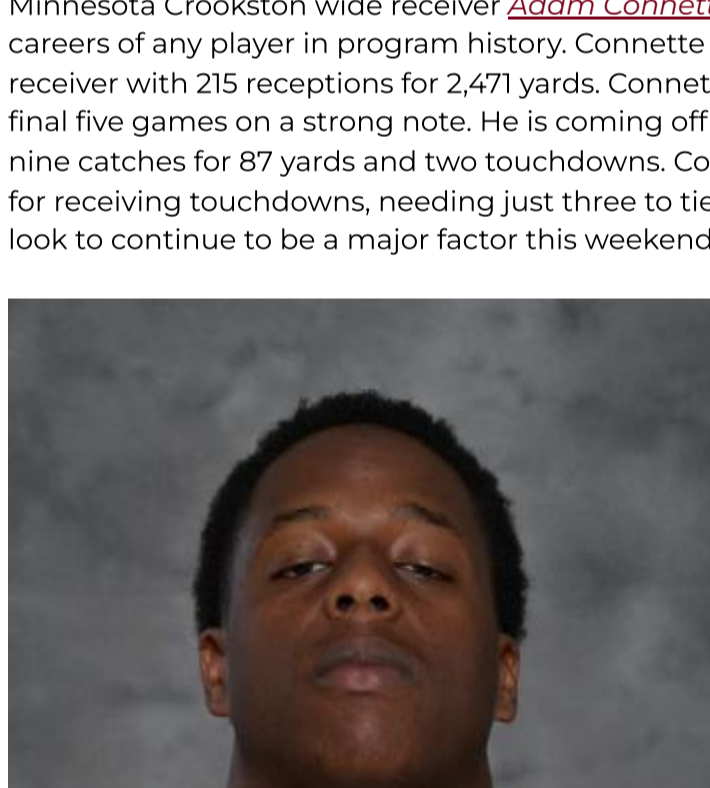 Minnesota Crookston wide receiver Adam Connett
careers of any player in program history. Connette
receiver with 215 receptions for 2,471 yards. Connet
final five games on a strong note. He is coming off
nine catches for 87 yards and two touchdowns. Co
for receiving touchdowns, needing just three to tie
look to continue to be a major factor this weekend